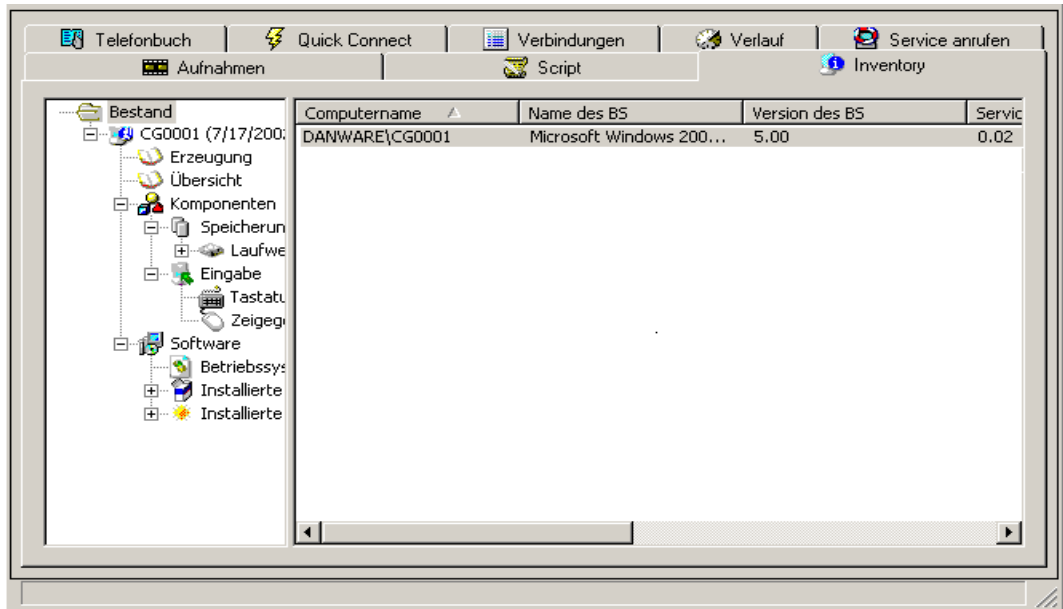 Telefonbuch Quick Connect Verbindungen Verlauf Service anrufen
Aufnahmen Script Inventory
Bestand
CG0001 (7/17/200
Erzeugung
Übersicht
Komponenten
Speicherun
Laufwe
Eingabe
Tastatu
Zeigege
Software
Betriebssys
Installierte
Installierte
Computername Name des BS Version des BS Servic
DANWARE\CG0001 Microsoft Windows 200... 5.00 0.02